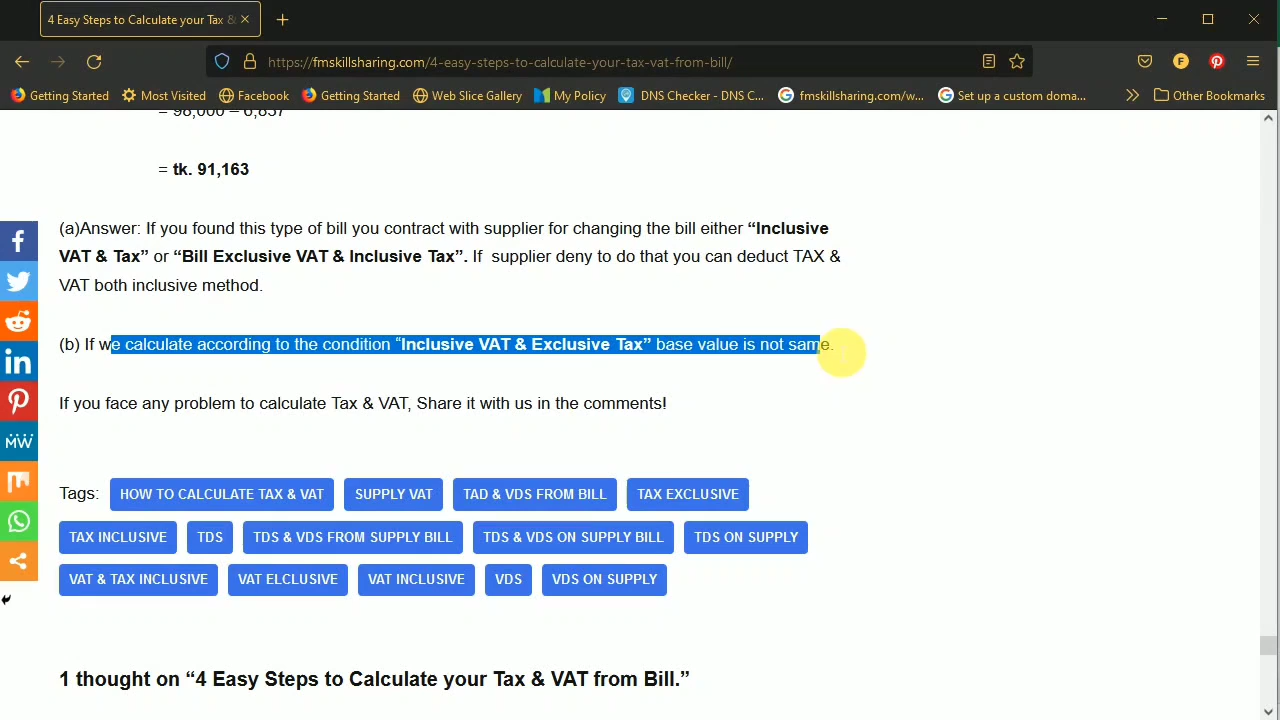 4 Easy Steps to Calculate your Tax &
https://fmskillsharing.com/4-easy-steps-to-calculate-your-tax-vat-from-bill/
Getting Started Most Visited Facebook Getting Started Web Slice Gallery My Policy DNS Checker - DNS C... fmskillsharing.com/w... Set up a custom doma... Other Bookmarks
= 98,000 – 6,837
= tk. 91,163
(a)Answer: If you found this type of bill you contract with supplier for changing the bill either “Inclusive
VAT & Tax” or “Bill Exclusive VAT & Inclusive Tax”. If supplier deny to do that you can deduct TAX &
VAT both inclusive method.
(b) If we calculate according to the condition “Inclusive VAT & Exclusive Tax” base value is not same.
If you face any problem to calculate Tax & VAT, Share it with us in the comments!
Tags: HOW TO CALCULATE TAX & VAT SUPPLY VAT TAD & VDS FROM BILL TAX EXCLUSIVE
TAX INCLUSIVE TDS TDS & VDS FROM SUPPLY BILL TDS & VDS ON SUPPLY BILL TDS ON SUPPLY
VAT & TAX INCLUSIVE VAT ELCLUSIVE VAT INCLUSIVE VDS VDS ON SUPPLY
1 thought on “4 Easy Steps to Calculate your Tax & VAT from Bill.”